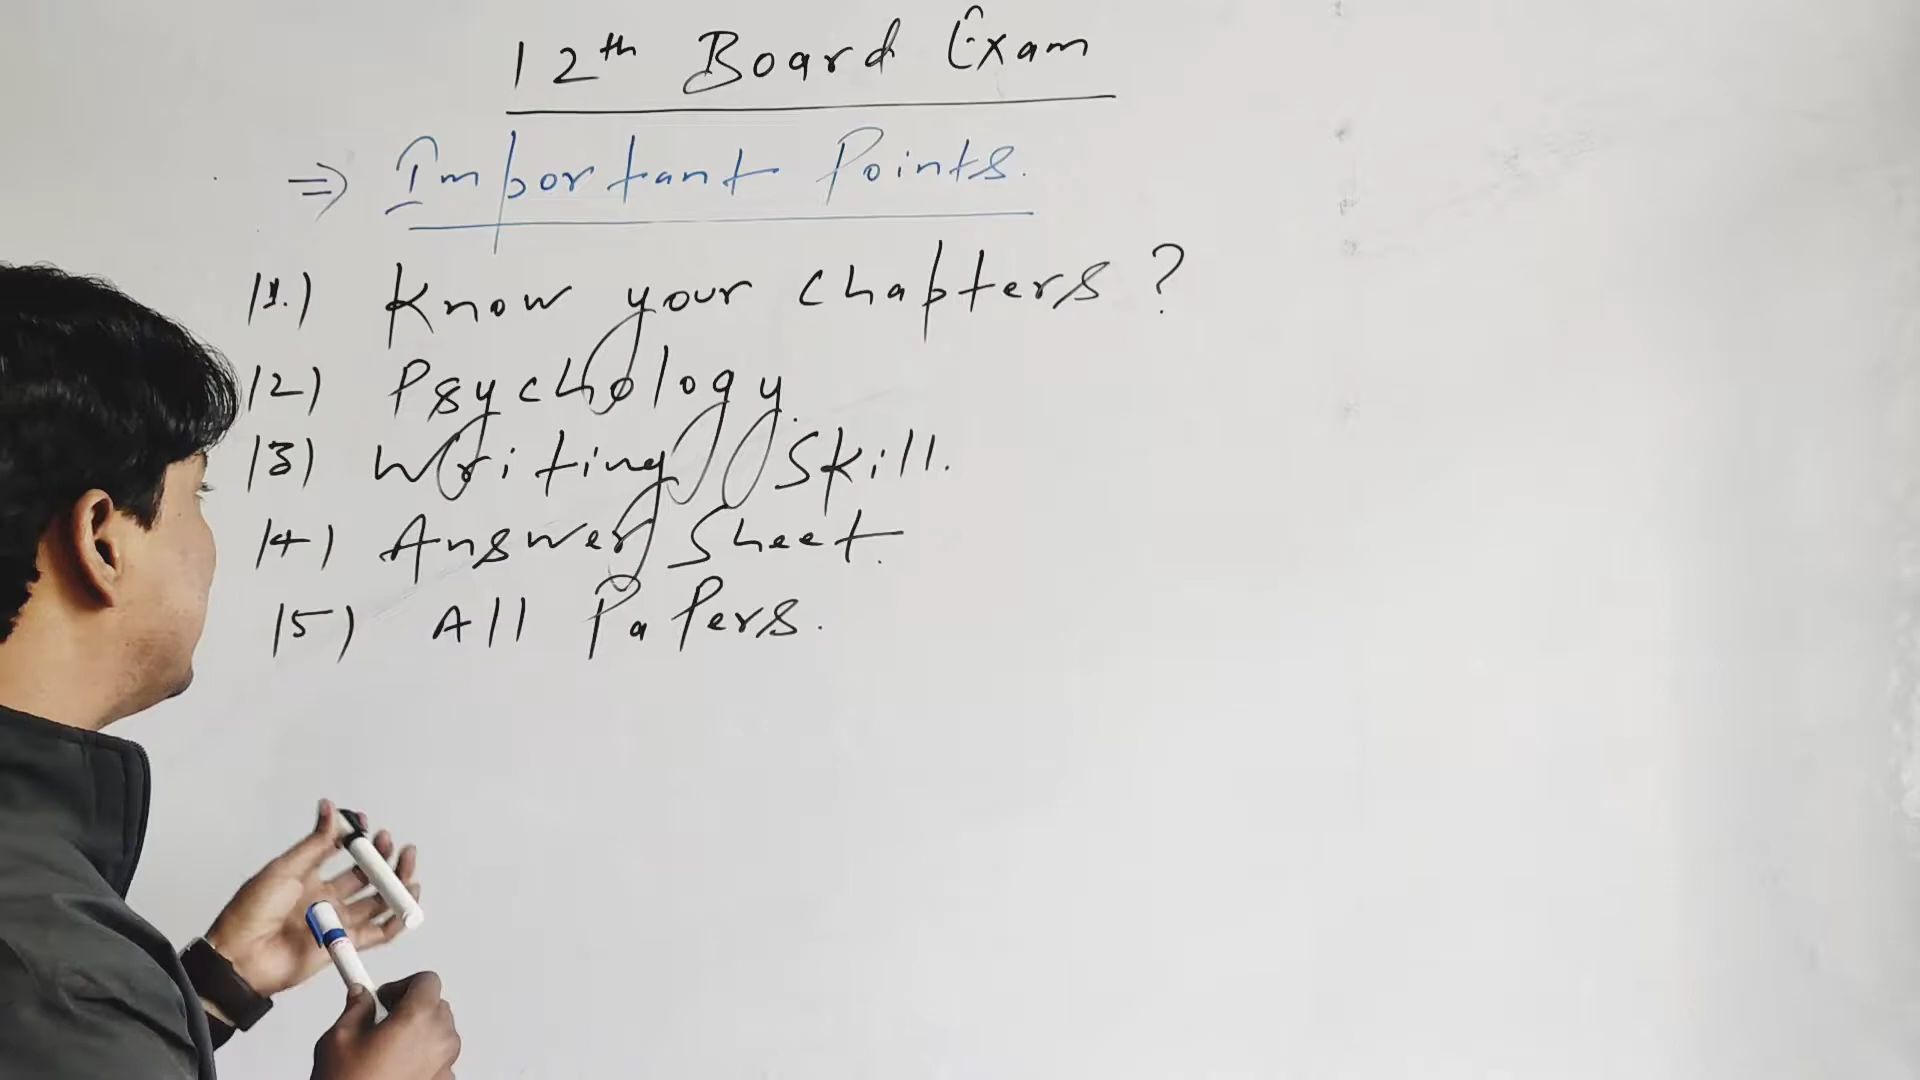 12th Board Exam
⇒ Important Points.
(1.) Know your chapters?
(2) Psychology.
(3) Writing Skill.
(4) Answer Sheet.
(5) All Papers.